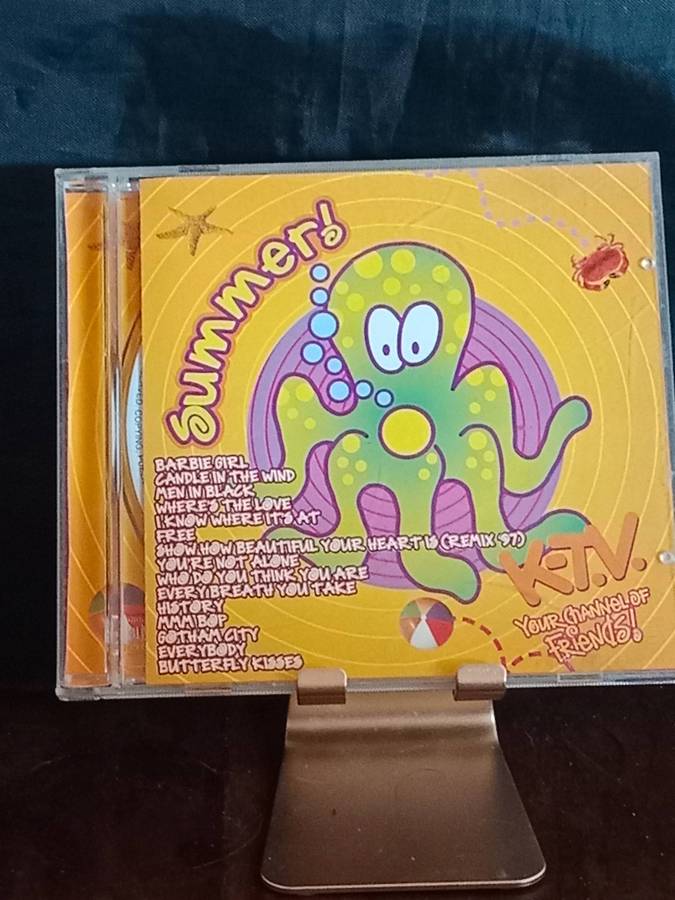 Summer!
BARBIE GIRL
CANDLE IN THE WIND
MEN IN BLACK
WHERE'S THE LOVE
I KNOW WHERE IT'S AT
FREE
SHOW HOW BEAUTIFUL YOUR HEART IS (REMIX '97)
YOU'RE NOT ALONE
WHO DO YOU THINK YOU ARE
EVERY BREATH YOU TAKE
HISTORY
MMM BOP
GOTHAM CITY
EVERYBODY
BUTTERFLY KISSES
K-T.V.
YOUR CHANNEL OF
FRIENDS!
COPYING